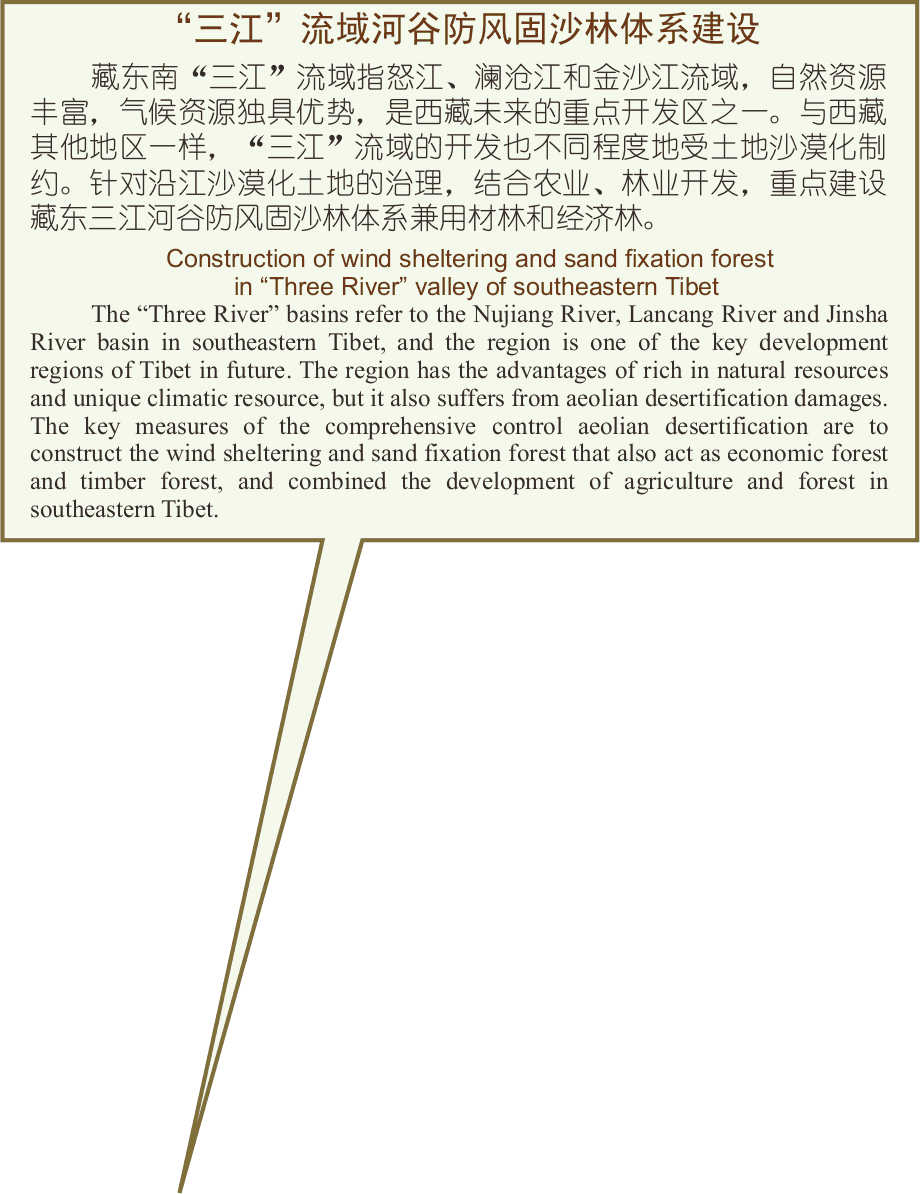 “三江”流域河谷防风固沙林体系建设
藏东南“三江”流域指怒江、澜沧江和金沙江流域，自然资源
丰富，气候资源独具优势，是西藏未来的重点开发区之一。与西藏
其他地区一样，“三江”流域的开发也不同程度地受土地沙漠化制
约。针对沿江沙漠化土地的治理，结合农业、林业开发，重点建设
藏东三江河谷防风固沙林体系兼用材林和经济林。
Construction of wind sheltering and sand fixation forest
in “Three River” valley of southeastern Tibet
The “Three River” basins refer to the Nujiang River, Lancang River and Jinsha
River basin in southeastern Tibet, and the region is one of the key development
regions of Tibet in future. The region has the advantages of rich in natural resources
and unique climatic resource, but it also suffers from aeolian desertification damages.
The key measures of the comprehensive control aeolian desertification are to
construct the wind sheltering and sand fixation forest that also act as economic forest
and timber forest, and combined the development of agriculture and forest in
southeastern Tibet.